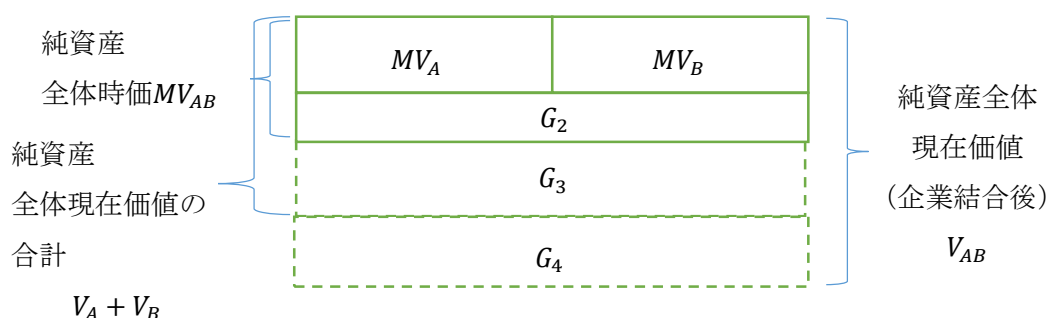 純資産
全体時価MV_AB
純資産
全体現在価値の
合計
V_A + V_B
MV_A
MV_B
G_2
G_3
G_4
純資産全体
現在価値
（企業結合後）
V_AB